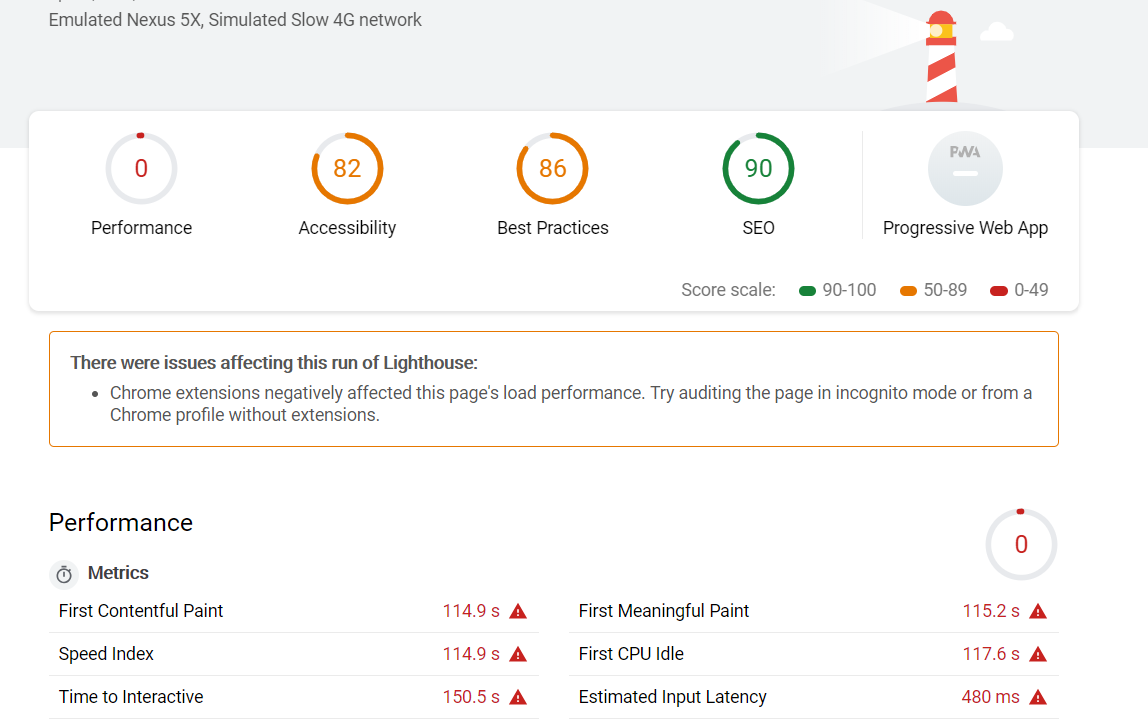 Emulated Nexus 5X, Simulated Slow 4G network
0
82
86
90
PWA
Performance
Accessibility
Best Practices
SEO
Progressive Web App
Score scale: 90-100 50-89 0-49
There were issues affecting this run of Lighthouse:
• Chrome extensions negatively affected this page's load performance. Try auditing the page in incognito mode or from a
Chrome profile without extensions.
Performance
0
Metrics
First Contentful Paint 114.9 s
First Meaningful Paint 115.2 s
Speed Index 114.9 s
First CPU Idle 117.6 s
Time to Interactive 150.5 s
Estimated Input Latency 480 ms